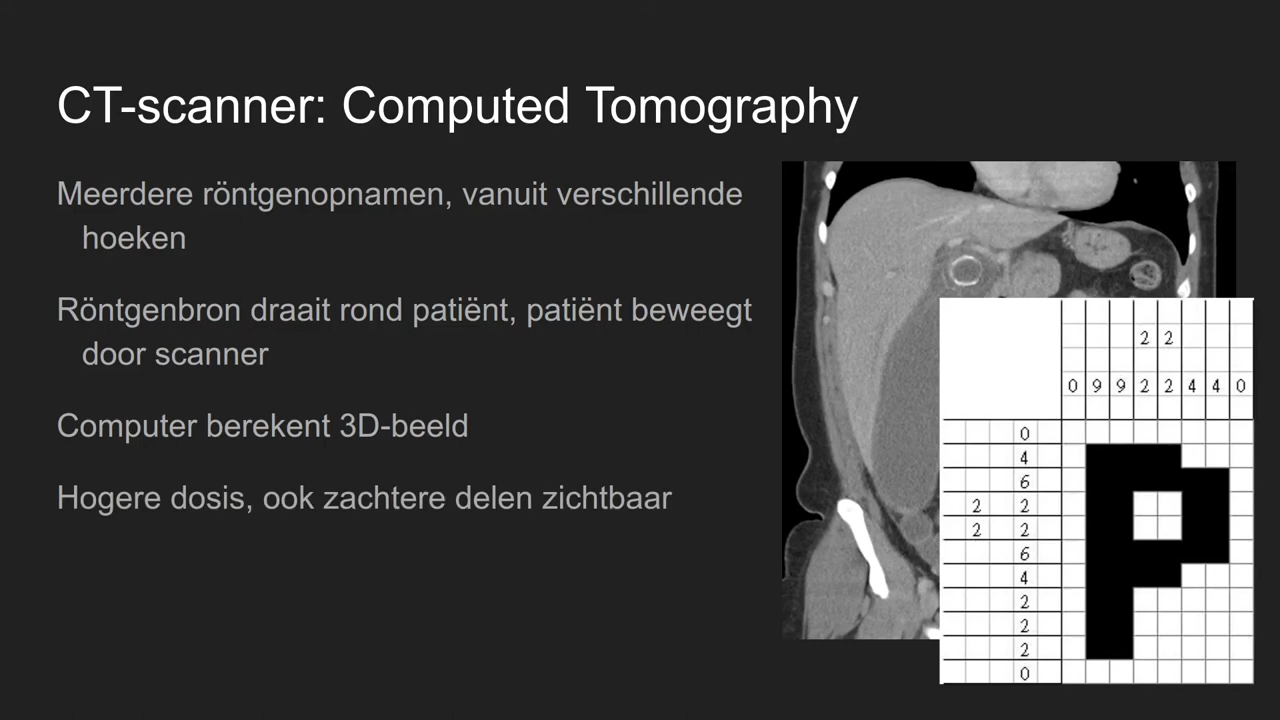 CT-scanner: Computed Tomography
Meerdere röntgenopnamen, vanuit verschillende
hoeken
Röntgenbron draait rond patiënt, patiënt beweegt
door scanner
Computer berekent 3D-beeld
Hogere dosis, ook zachtere delen zichtbaar
2 2
0 9 9 2 2 4 4 0
0
4
6
2 2
2 2
6
4
2
2
2
0